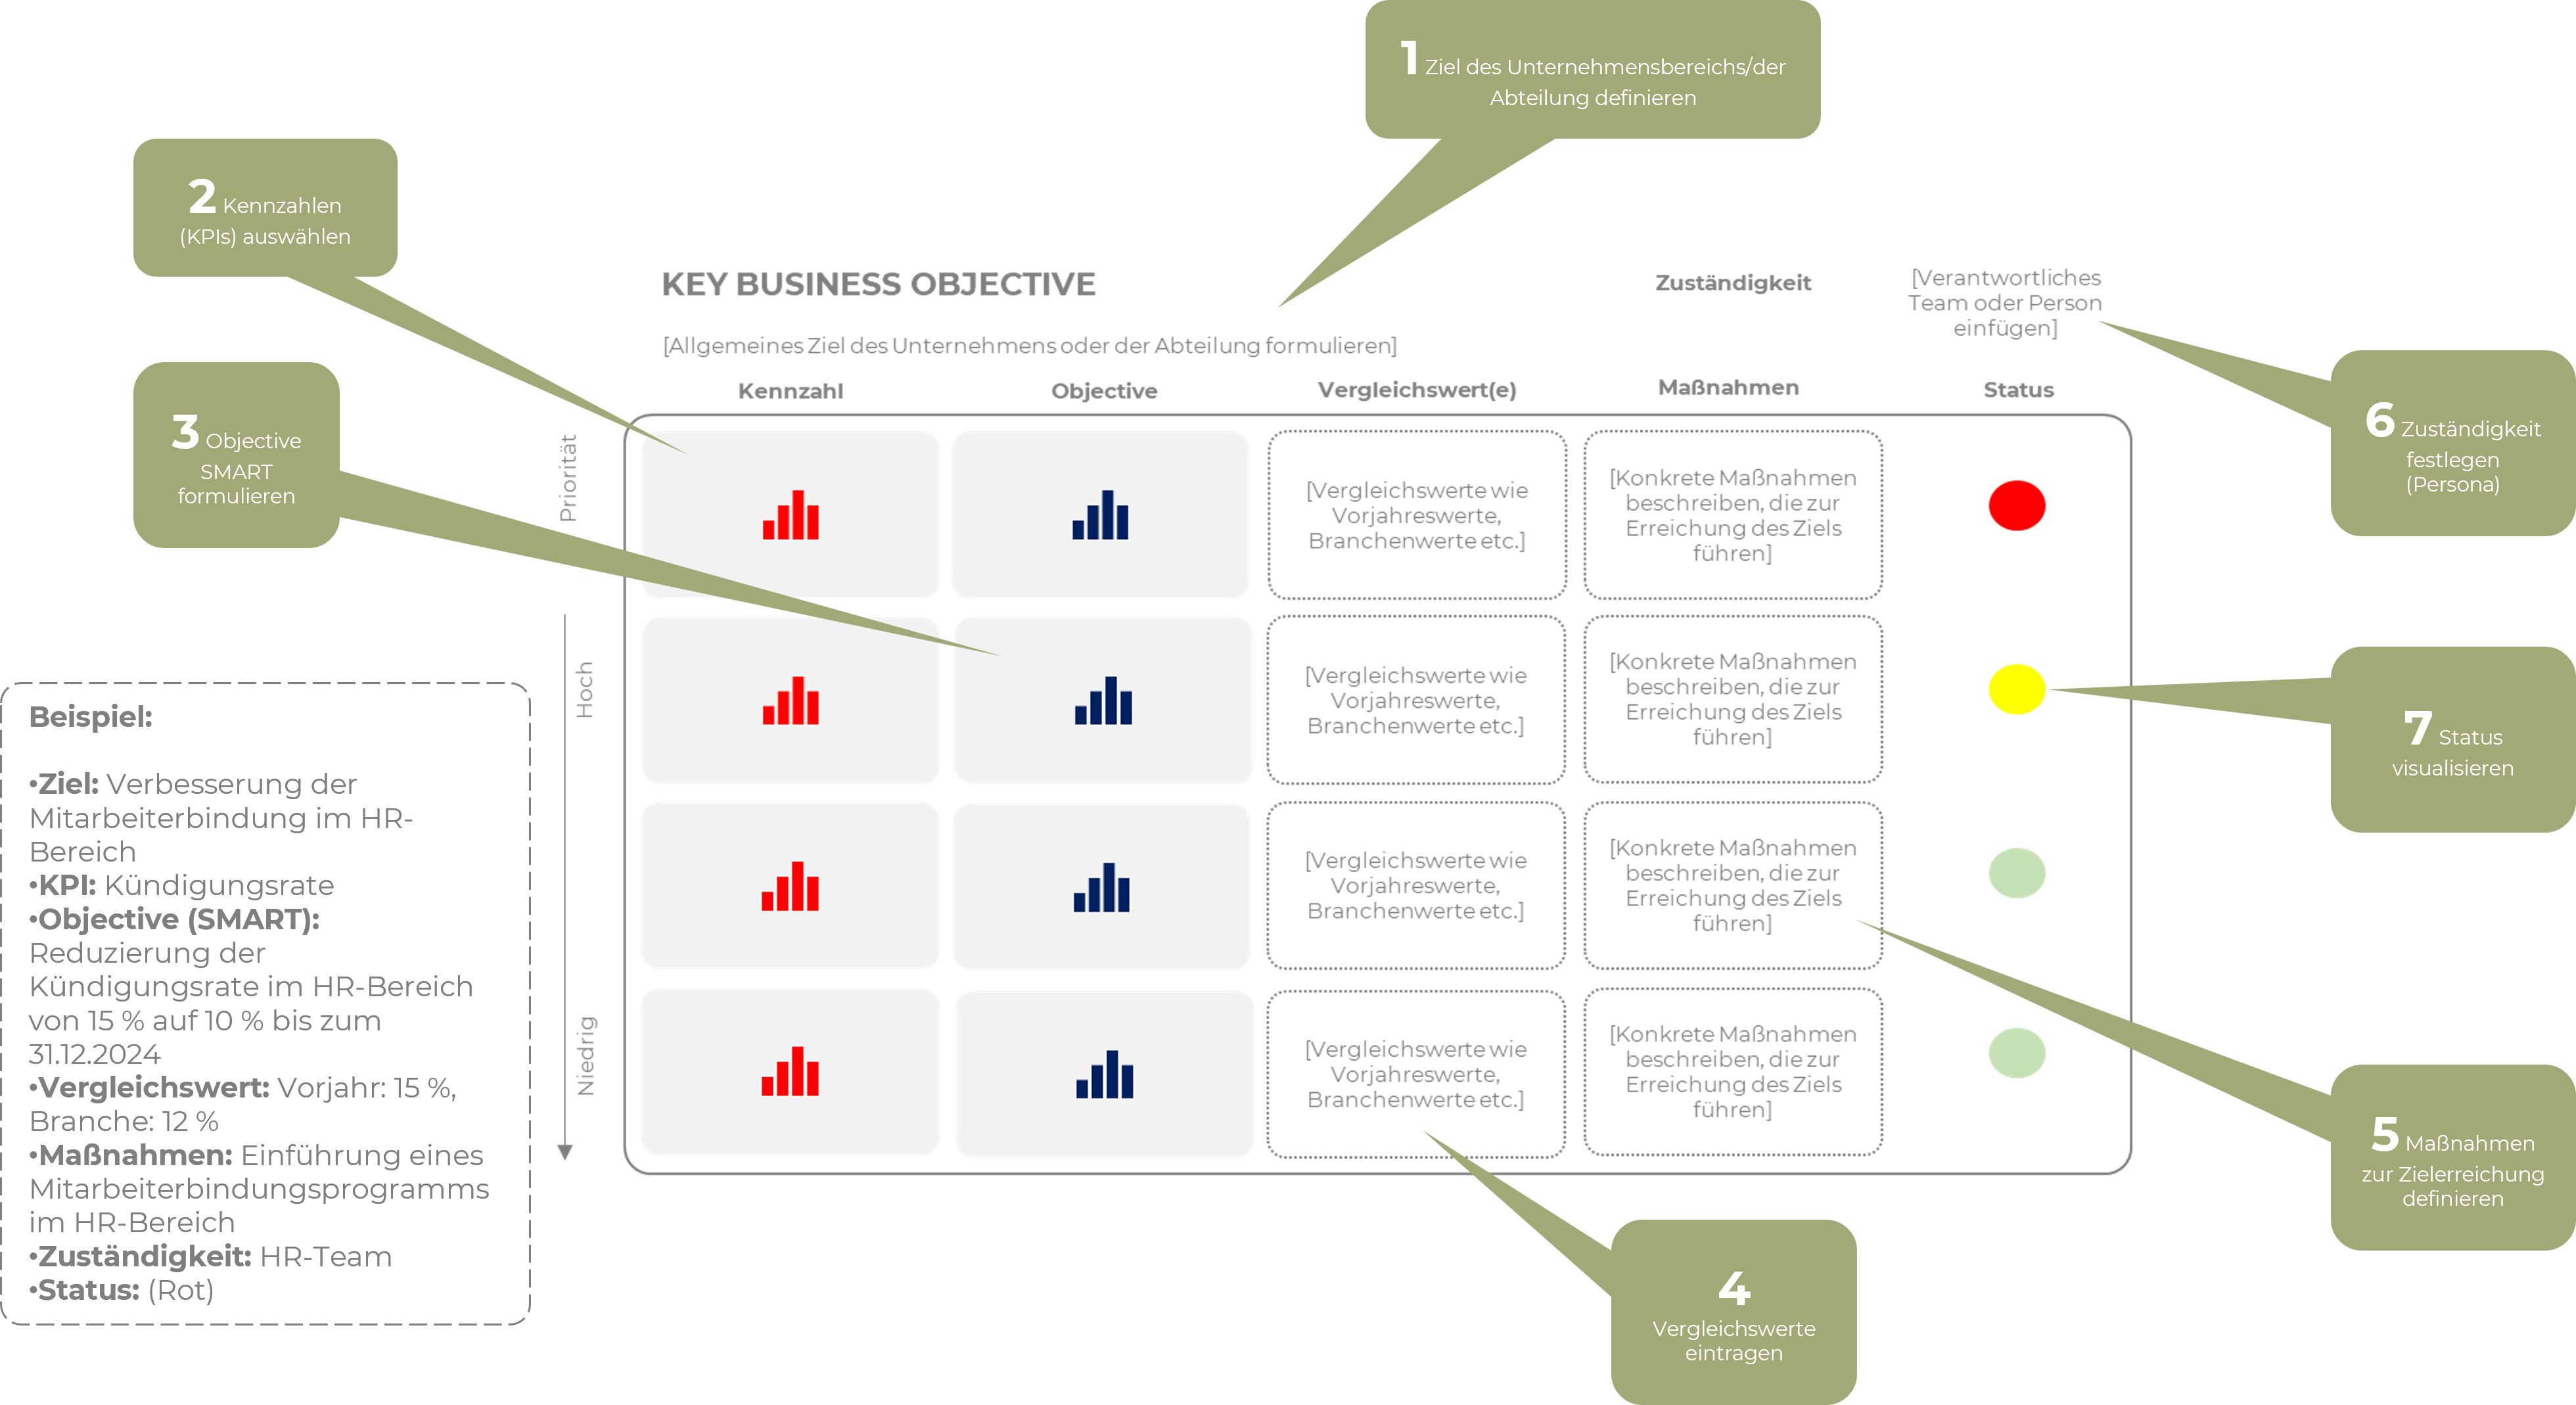 1 Ziel des Unternehmensbereichs/der
Abteilung definieren
2 Kennzahlen
(KPIs) auswählen
3 Objective
SMART
formulieren
KEY BUSINESS OBJECTIVE
[Allgemeines Ziel des Unternehmens oder der Abteilung formulieren]
Zuständigkeit
[Verantwortliches
Team oder Person
einfügen]
6 Zuständigkeit
festlegen
(Persona)
Kennzahl
Objective
Vergleichswert(e)
Maßnahmen
Status
Priorität
Hoch
Niedrig
[Vergleichswerte wie
Vorjahreswerte,
Branchenwerte etc.]
[Konkrete Maßnahmen
beschreiben, die zur
Erreichung des Ziels
führen]
[Vergleichswerte wie
Vorjahreswerte,
Branchenwerte etc.]
[Konkrete Maßnahmen
beschreiben, die zur
Erreichung des Ziels
führen]
7 Status
visualisieren
[Vergleichswerte wie
Vorjahreswerte,
Branchenwerte etc.]
[Konkrete Maßnahmen
beschreiben, die zur
Erreichung des Ziels
führen]
[Vergleichswerte wie
Vorjahreswerte,
Branchenwerte etc.]
[Konkrete Maßnahmen
beschreiben, die zur
Erreichung des Ziels
führen]
5 Maßnahmen
zur Zielerreichung
definieren
4
Vergleichswerte
eintragen
Beispiel:
•Ziel: Verbesserung der
Mitarbeiterbindung im HR-
Bereich
•KPI: Kündigungsrate
•Objective (SMART):
Reduzierung der
Kündigungsrate im HR-Bereich
von 15 % auf 10 % bis zum
31.12.2024
•Vergleichswert: Vorjahr: 15 %,
Branche: 12 %
•Maßnahmen: Einführung eines
Mitarbeiterbindungsprogramms
im HR-Bereich
•Zuständigkeit: HR-Team
•Status: (Rot)